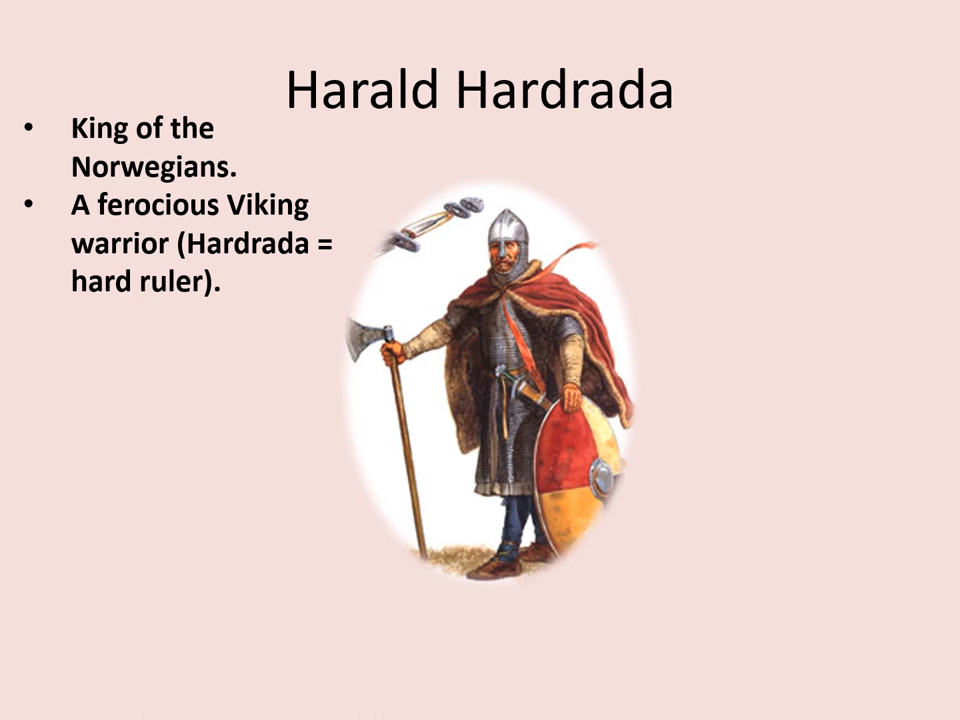 Harald Hardrada
• King of the
Norwegians.
• A ferocious Viking
warrior (Hardrada =
hard ruler).